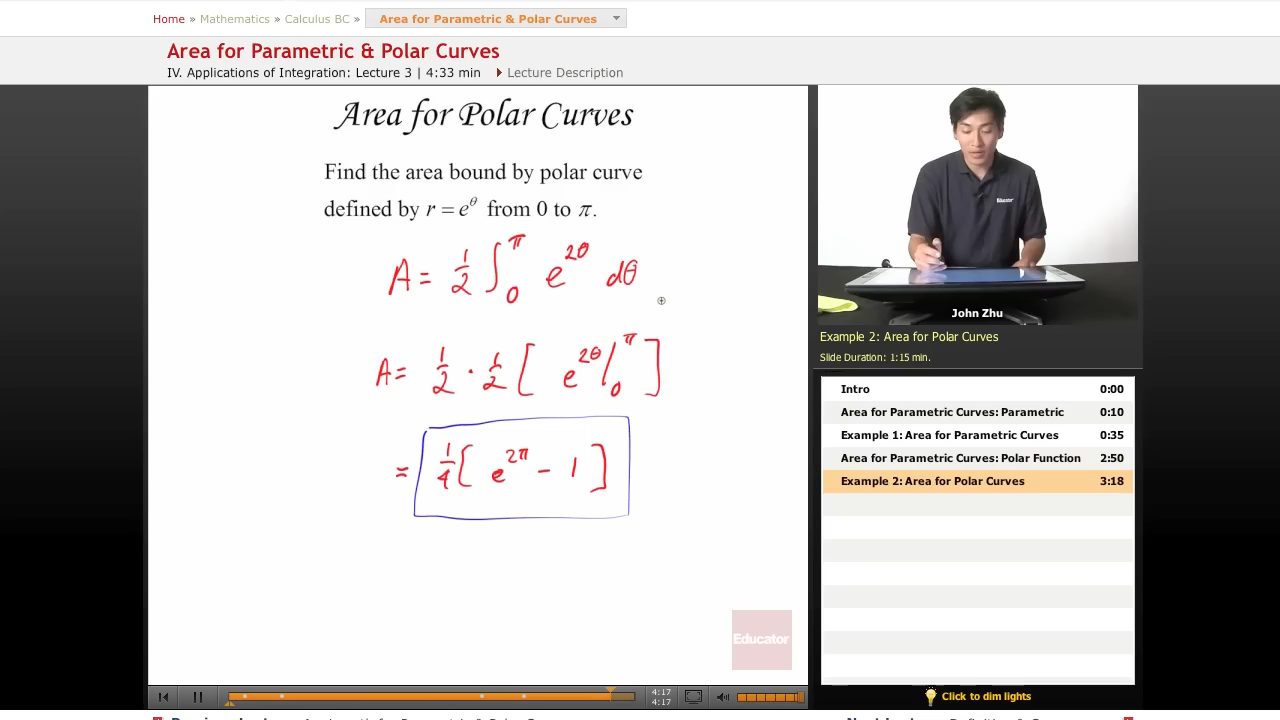 Home » Mathematics » Calculus BC » Area for Parametric & Polar Curves
Area for Parametric & Polar Curves
IV. Applications of Integration: Lecture 3 | 4:33 min Lecture Description
Area for Polar Curves
Find the area bound by polar curve
defined by r = e^θ from 0 to π.
A = 1/2 ∫_0^π e^2θ dθ
A = 1/2 · 1/2 [ e^2θ |_0^π ]
= 1/4 [ e^2π - 1 ]
Educator
Educator
John Zhu
Example 2: Area for Polar Curves
Slide Duration: 1:15 min.
Intro 0:00
Area for Parametric Curves: Parametric 0:10
Example 1: Area for Parametric Curves 0:35
Area for Parametric Curves: Polar Function 2:50
Example 2: Area for Polar Curves 3:18
4:17
4:17
Click to dim lights